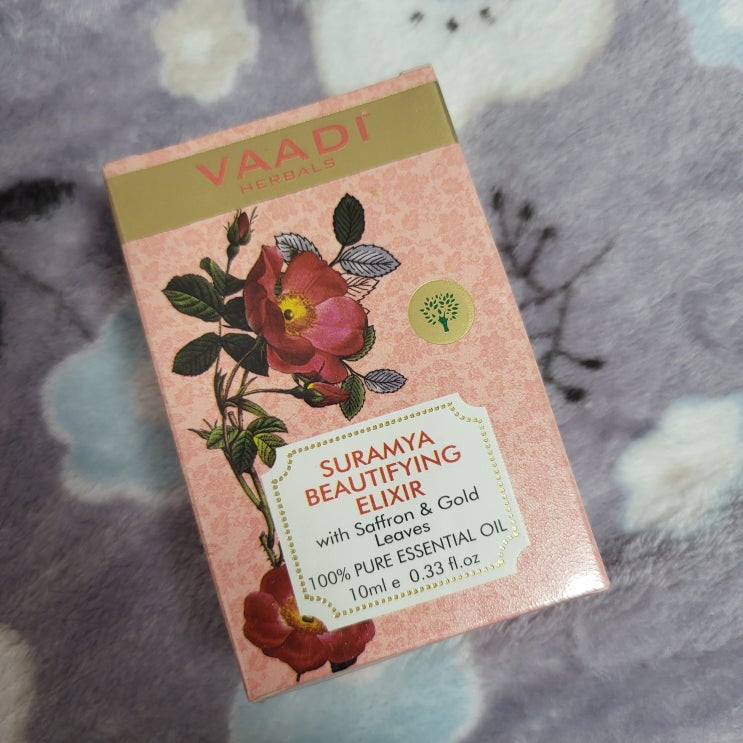 VAADI
HERBALS
SURAMYA
BEAUTIFYING
ELIXIR
with Saffron & Gold
Leaves
100% PURE ESSENTIAL OIL
10ml e 0.33 fl.oz